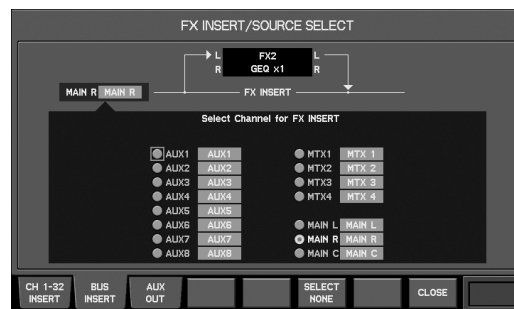 FX INSERT/SOURCE SELECT
L FX2 L
R GEQ x1 R
MAIN R MAIN R
FX INSERT
Select Channel for FX INSERT
AUX1 AUX1 MTX1 MTX 1
AUX2 AUX2 MTX2 MTX 2
AUX3 AUX3 MTX3 MTX 3
AUX4 AUX4 MTX4 MTX 4
AUX5 AUX5
AUX6 AUX6 MAIN L MAIN L
AUX7 AUX7 MAIN R MAIN R
AUX8 AUX8 MAIN C MAIN C
CH 1-32 INSERT
BUS INSERT
AUX OUT
SELECT NONE
CLOSE